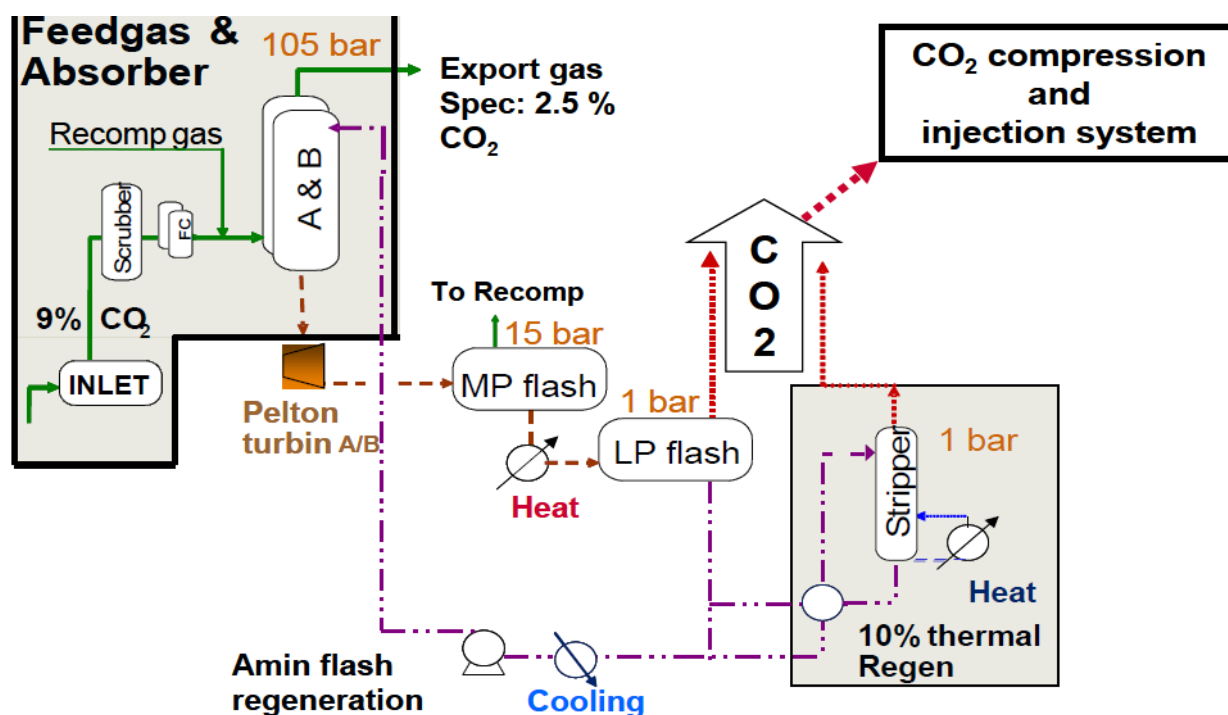 Feedgas &
Absorber
105 bar
Export gas
Spec: 2.5 %
CO₂
CO₂ compression
and
injection system
Recomp gas
A & B
Scrubber
FC
9% CO₂
INLET
To Recomp
15 bar
MP flash
Pelton
turbin A/B
1 bar
LP flash
Heat
C
O
2
1 bar
Stripper
Heat
10% thermal
Regen
Amin flash
regeneration
Cooling